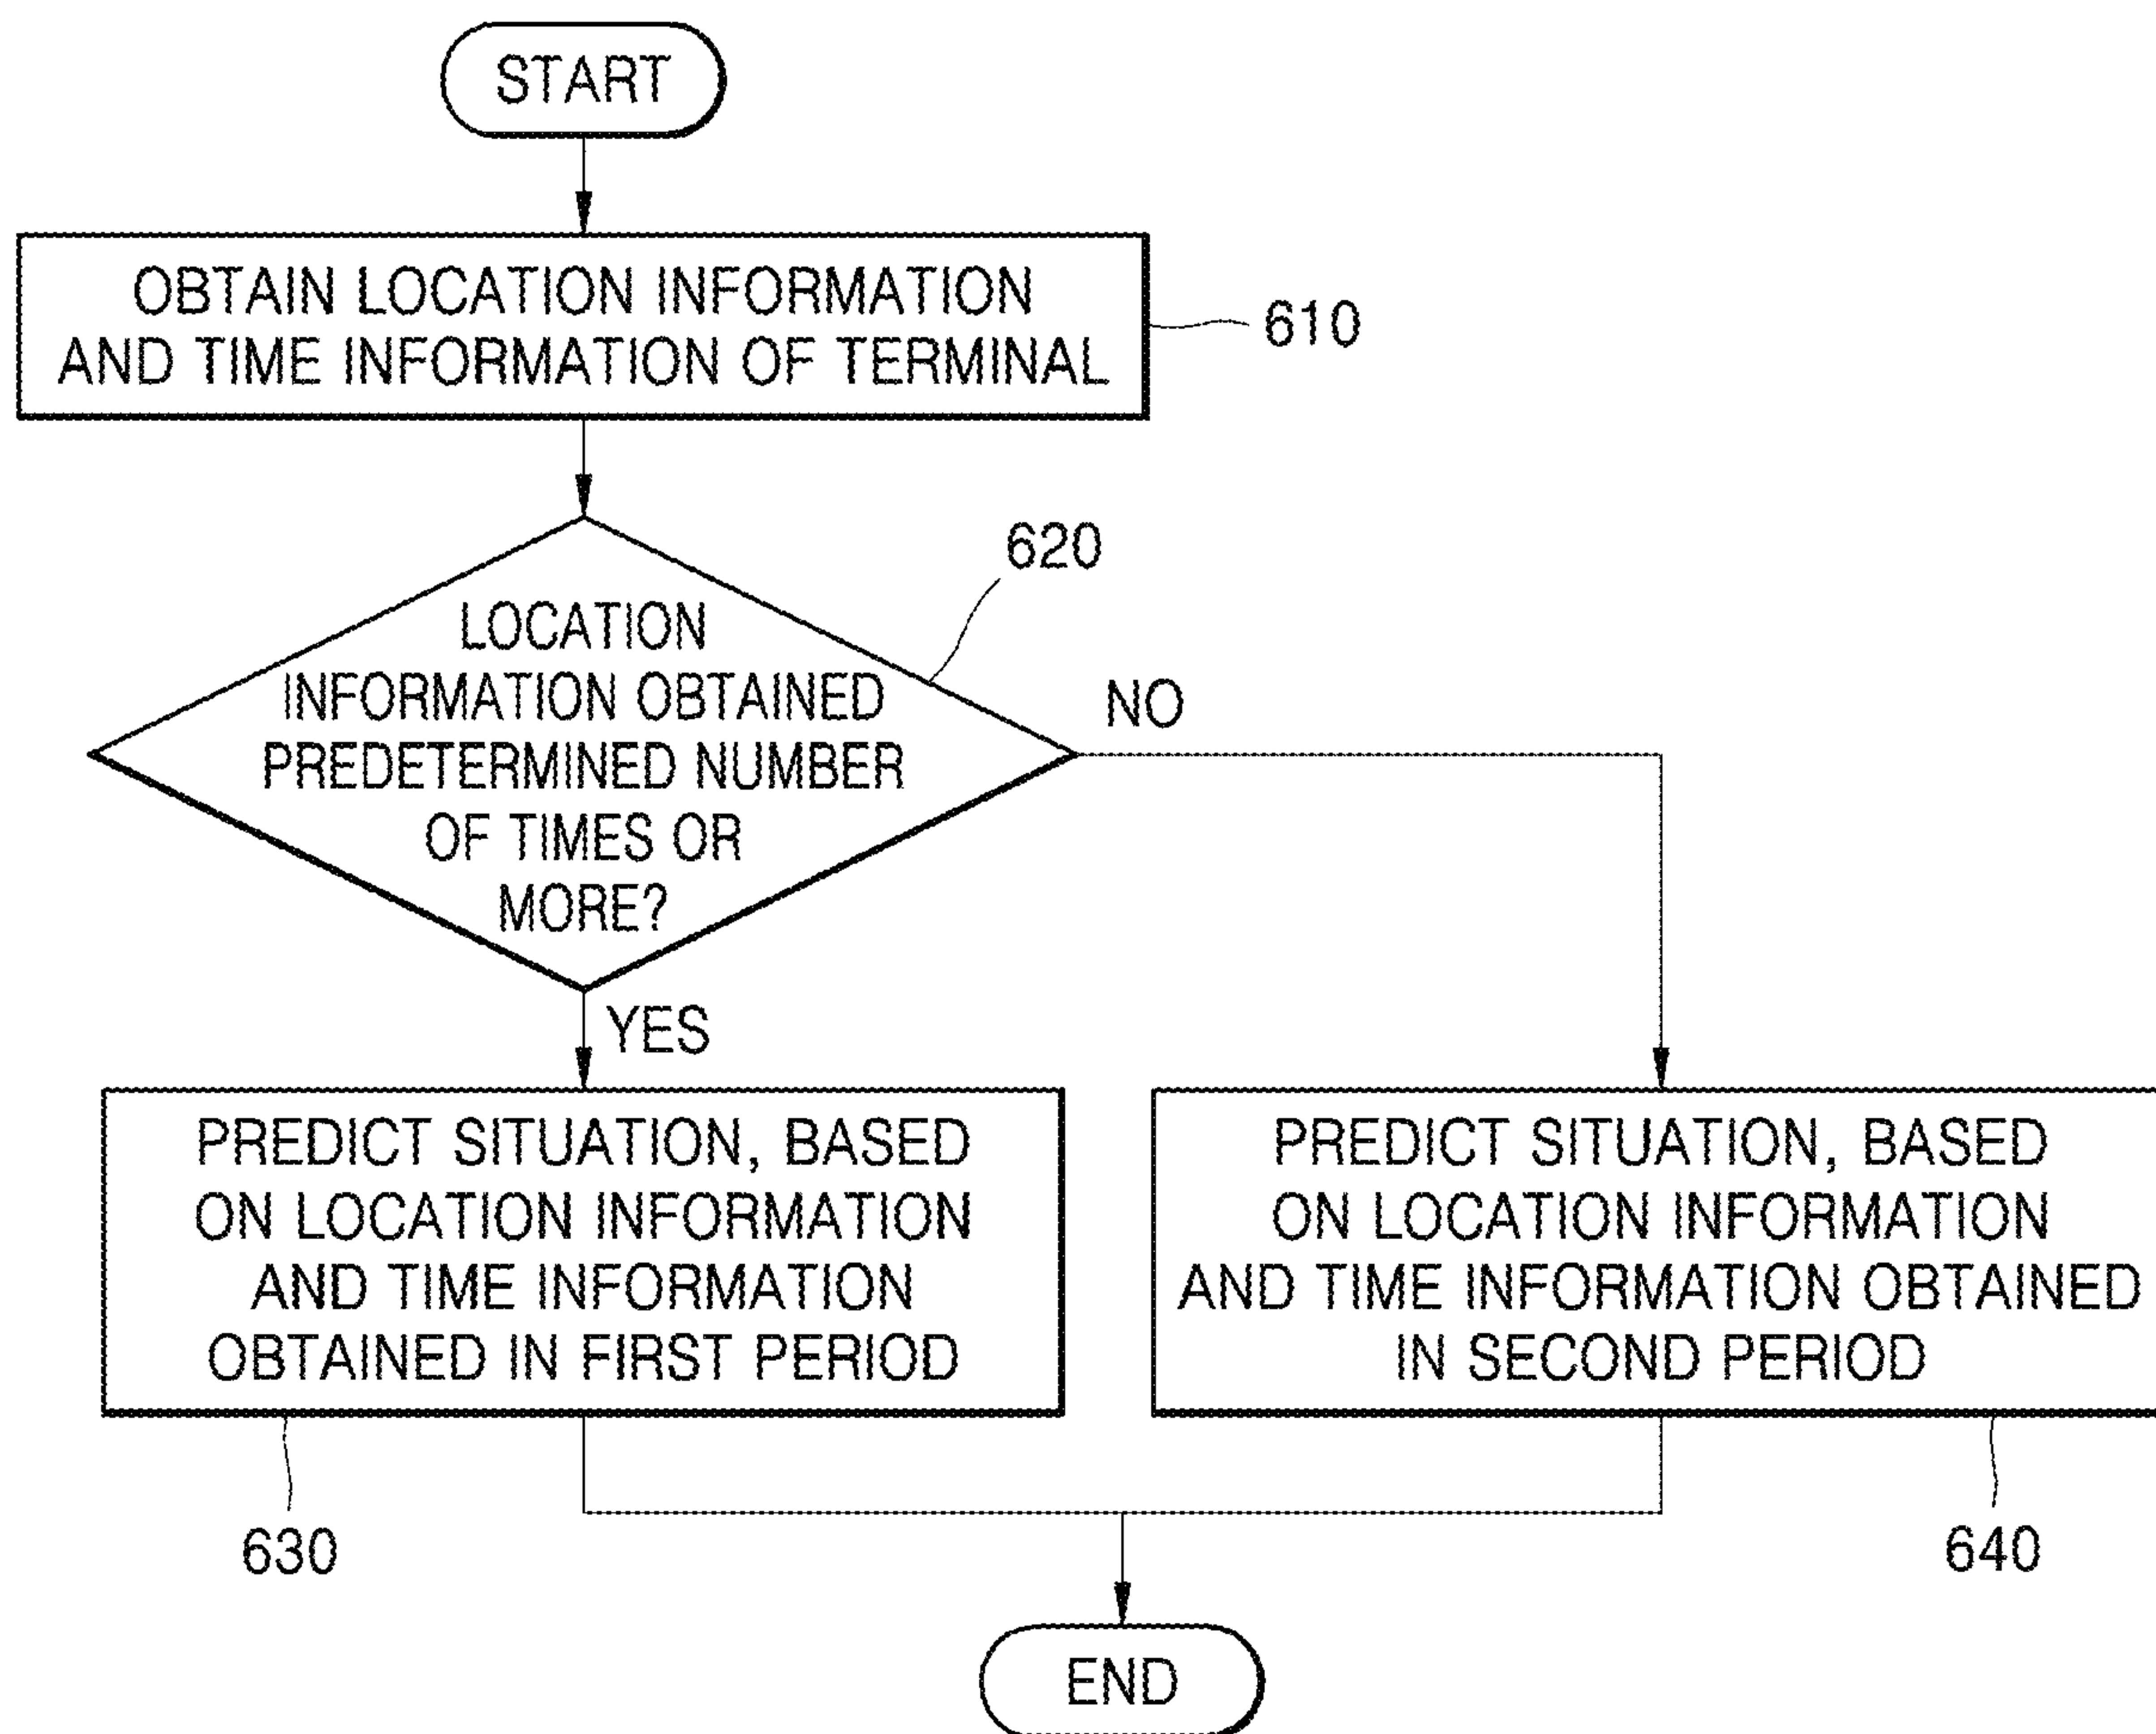 START
OBTAIN LOCATION INFORMATION
AND TIME INFORMATION OF TERMINAL
610
620
LOCATION
INFORMATION OBTAINED
PREDETERMINED NUMBER
OF TIMES OR
MORE?
NO
YES
PREDICT SITUATION, BASED
ON LOCATION INFORMATION
AND TIME INFORMATION
OBTAINED IN FIRST PERIOD
630
PREDICT SITUATION, BASED
ON LOCATION INFORMATION
AND TIME INFORMATION OBTAINED
IN SECOND PERIOD
640
END